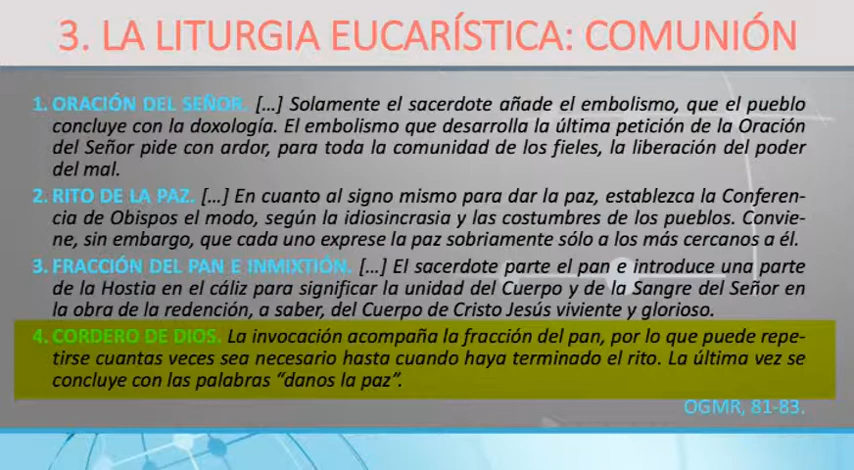 3. LA LITURGIA EUCARÍSTICA: COMUNIÓN
1. ORACIÓN DEL SEÑOR. [...] Solamente el sacerdote añade el embolismo, que el pueblo
concluye con la doxología. El embolismo que desarrolla la última petición de la Oración
del Señor pide con ardor, para toda la comunidad de los fieles, la liberación del poder
del mal.
2. RITO DE LA PAZ. [...] En cuanto al signo mismo para dar la paz, establezca la Conferen-
cia de Obispos el modo, según la idiosincrasia y las costumbres de los pueblos. Convie-
ne, sin embargo, que cada uno exprese la paz sobriamente sólo a los más cercanos a él.
3. FRACCIÓN DEL PAN E INMIXTIÓN. [...] El sacerdote parte el pan e introduce una parte
de la Hostia en el cáliz para significar la unidad del Cuerpo y de la Sangre del Señor en
la obra de la redención, a saber, del Cuerpo de Cristo Jesús viviente y glorioso.
4. CORDERO DE DIOS. La invocación acompaña la fracción del pan, por lo que puede repe-
tirse cuantas veces sea necesario hasta cuando haya terminado el rito. La última vez se
concluye con las palabras “danos la paz”.
OGMR, 81-83.